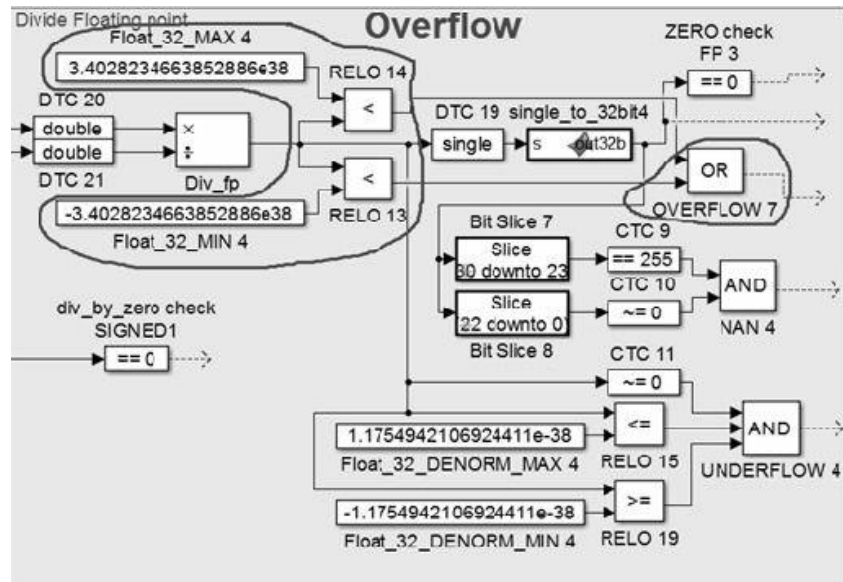 Divide Floating point
Overflow
Float_32_MAX 4
3.4028234663852886e38
RELO 14
<
ZERO check
FP 3
== 0
DTC 20
double
double
DTC 21
×
÷
Div_fp
DTC 19
single
single_to_32bit4
s
out32b
<
RELO 13
-3.4028234663852886e38
Float_32_MIN 4
OR
OVERFLOW 7
Bit Slice 7
Slice
30 downto 23
CTC 9
== 255
CTC 10
~= 0
Slice
22 downto 0)
Bit Slice 8
AND
NAN 4
div_by_zero check
SIGNED1
== 0
CTC 11
~= 0
1.1754942106924411e-38
Float_32_DENORM_MAX 4
<=
RELO 15
AND
UNDERFLOW 4
-1.1754942106924411e-38
Float_32_DENORM_MIN 4
>=
RELO 19